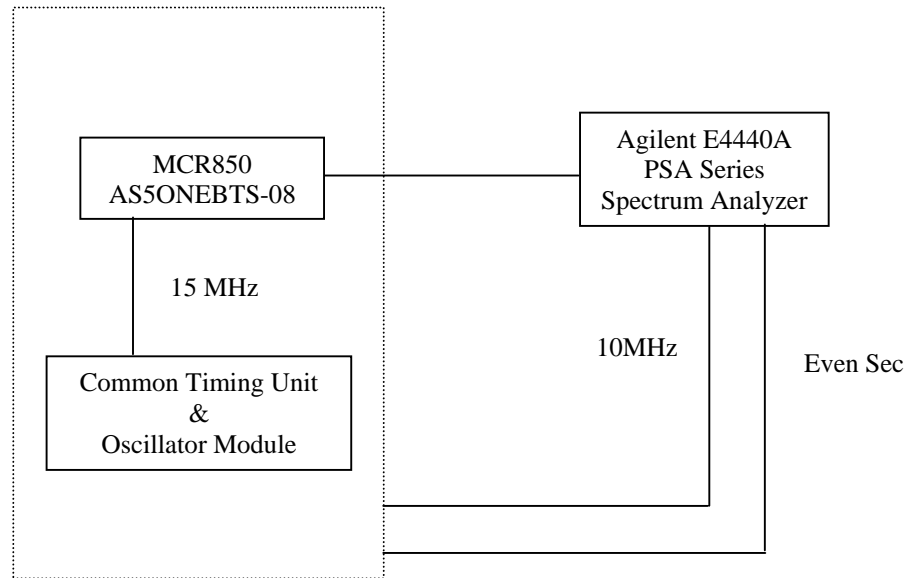 MCR850
AS5ONEBTS-08
Agilent E4440A
PSA Series
Spectrum Analyzer
15 MHz
10MHz
Even Sec
Common Timing Unit
&
Oscillator Module